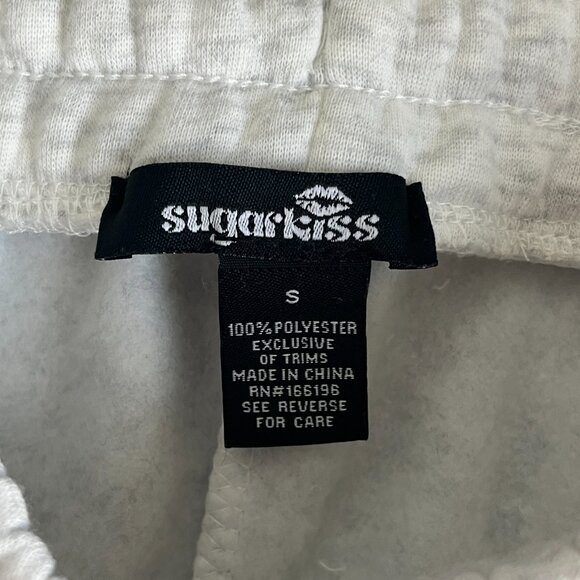 sugarkiss
S
100% POLYESTER
EXCLUSIVE
OF TRIMS
MADE IN CHINA
RN#166196
SEE REVERSE
FOR CARE